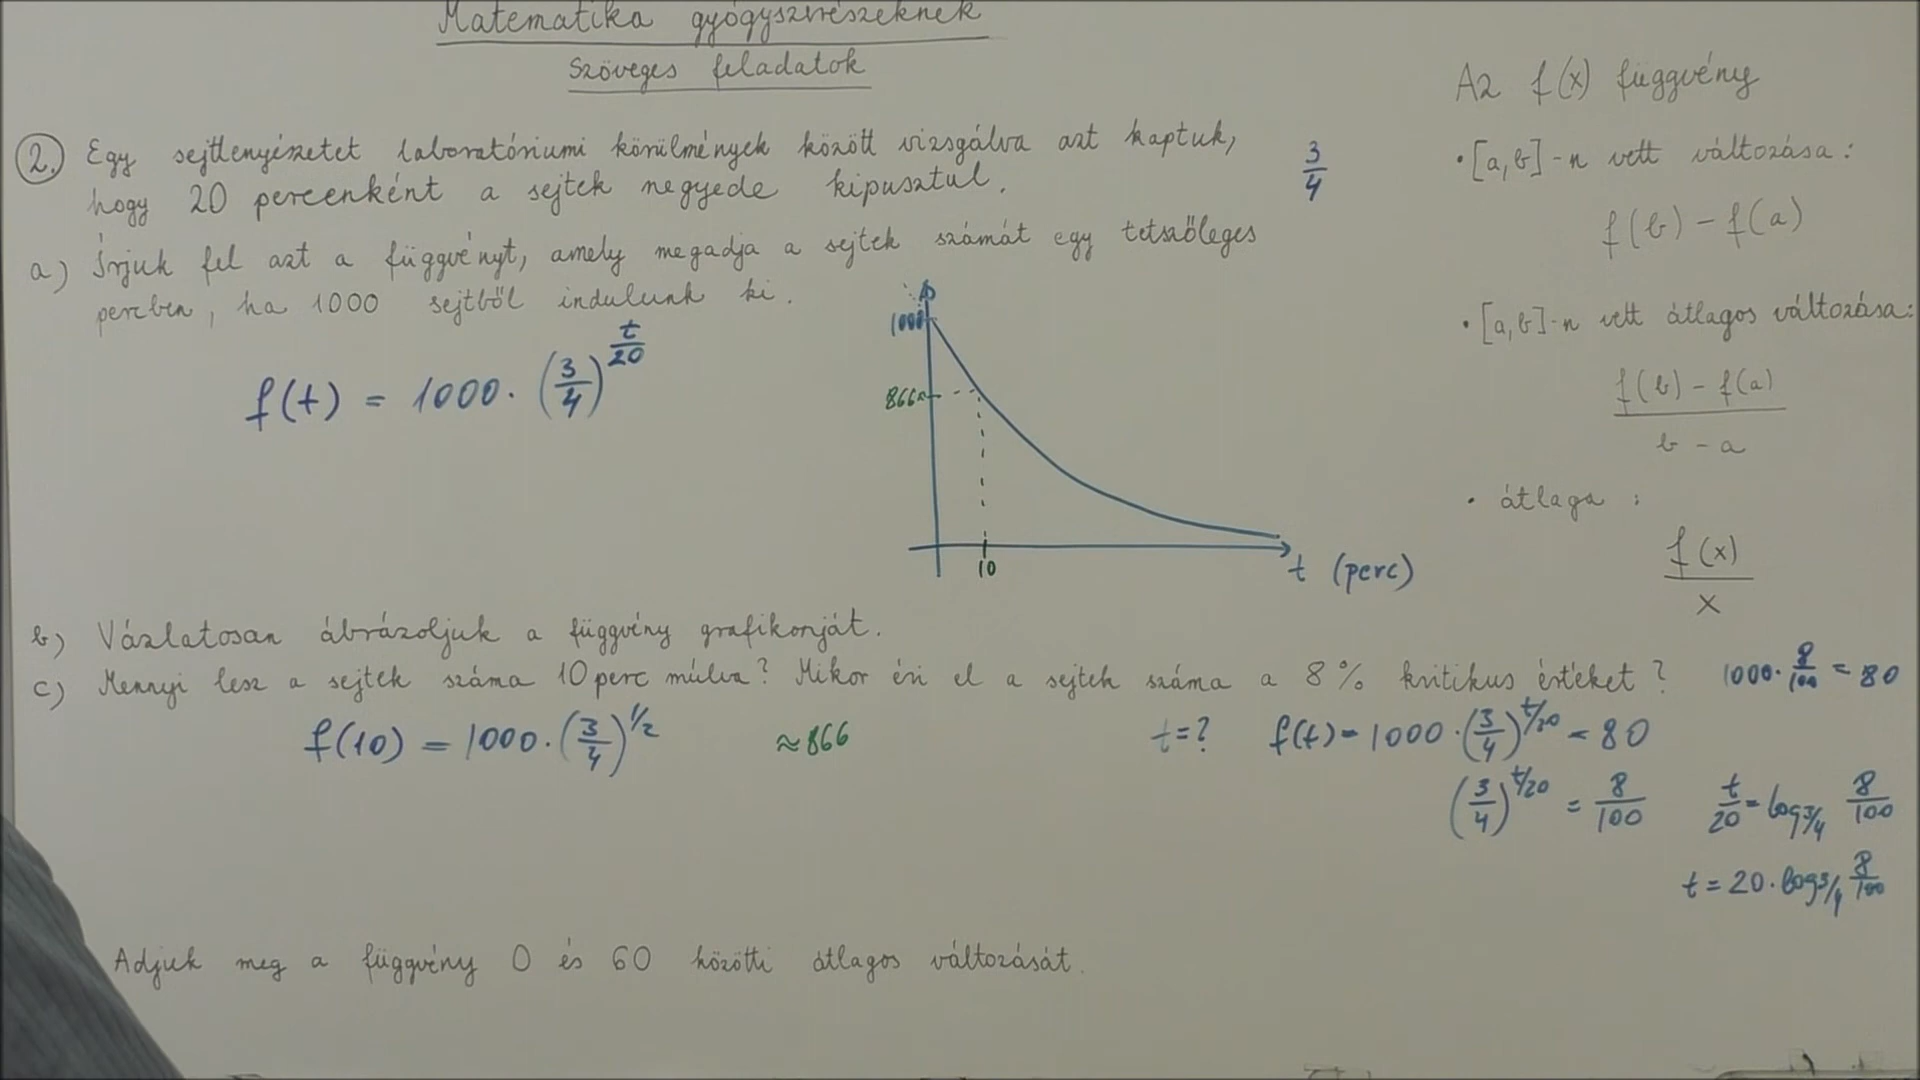 Matematika gyógyszerészeknek
Szöveges feladatok
2. Egy sejttenyészetet laboratóriumi körülmények között vizsgálva azt kaptuk,
hogy 20 percenként a sejtek negyede kipusztul.
3/4
a) Írjuk fel azt a függvényt, amely megadja a sejtek számát egy tetszőleges
percben, ha 1000 sejtből indulunk ki.
f(t) = 1000 · (3/4)^(t/20)
1000
866
10
t (perc)
b) Vázlatosan ábrázoljuk a függvény grafikonját.
c) Mennyi lesz a sejtek száma 10 perc múlva? Mikor éri el a sejtek száma a 8% kritikus értéket?
1000 · 8/100 = 80
f(10) = 1000 · (3/4)^(1/2) ≈ 866
t = ? f(t) = 1000 · (3/4)^(t/20) = 80
(3/4)^(t/20) = 8/100 t/20 = log_(3/4) 8/100
t = 20 · log_(3/4) 8/100
Adjuk meg a függvény 0 és 60 közötti átlagos változását.
Az f(x) függvény
• [a,b]-n vett változása:
f(b) - f(a)
• [a,b]-n vett átlagos változása:
f(b) - f(a)
b - a
• átlaga :
f(x)
x